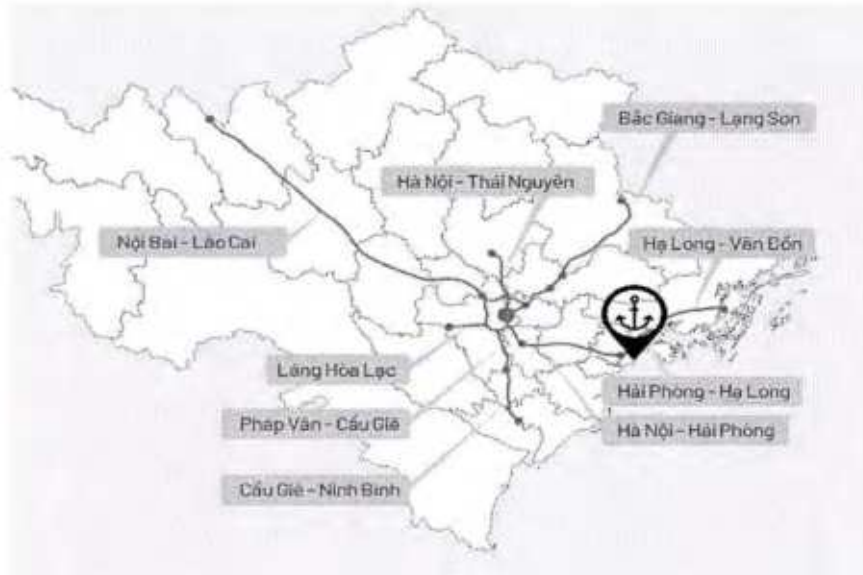 Bắc Giang - Lạng Sơn
Hà Nội - Thái Nguyên
Nội Bài - Lào Cai
Hạ Long - Vân Đồn
Láng Hòa Lạc
Hải Phòng - Hạ Long
Pháp Vân - Cầu Giẽ
Hà Nội - Hải Phòng
Cầu Giẽ - Ninh Bình